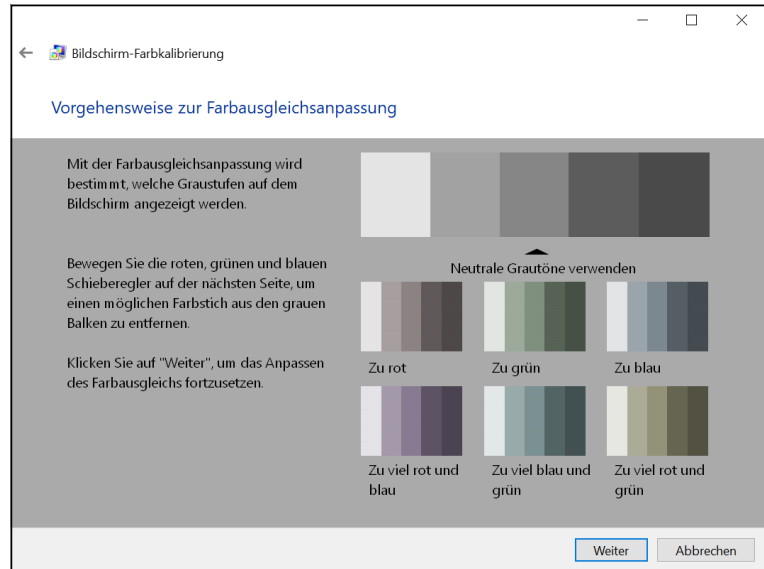 Bildschirm-Farbkalibrierung
Vorgehensweise zur Farbausgleichsanpassung
Mit der Farbausgleichsanpassung wird
bestimmt, welche Graustufen auf dem
Bildschirm angezeigt werden.
Bewegen Sie die roten, grünen und blauen
Schieberegler auf der nächsten Seite, um
einen möglichen Farbstich aus den grauen
Balken zu entfernen.
Klicken Sie auf "Weiter", um das Anpassen
des Farbausgleichs fortzusetzen.
Neutrale Grautöne verwenden
Zu rot
Zu grün
Zu blau
Zu viel rot und
blau
Zu viel blau und
grün
Zu viel rot und
grün
Weiter
Abbrechen